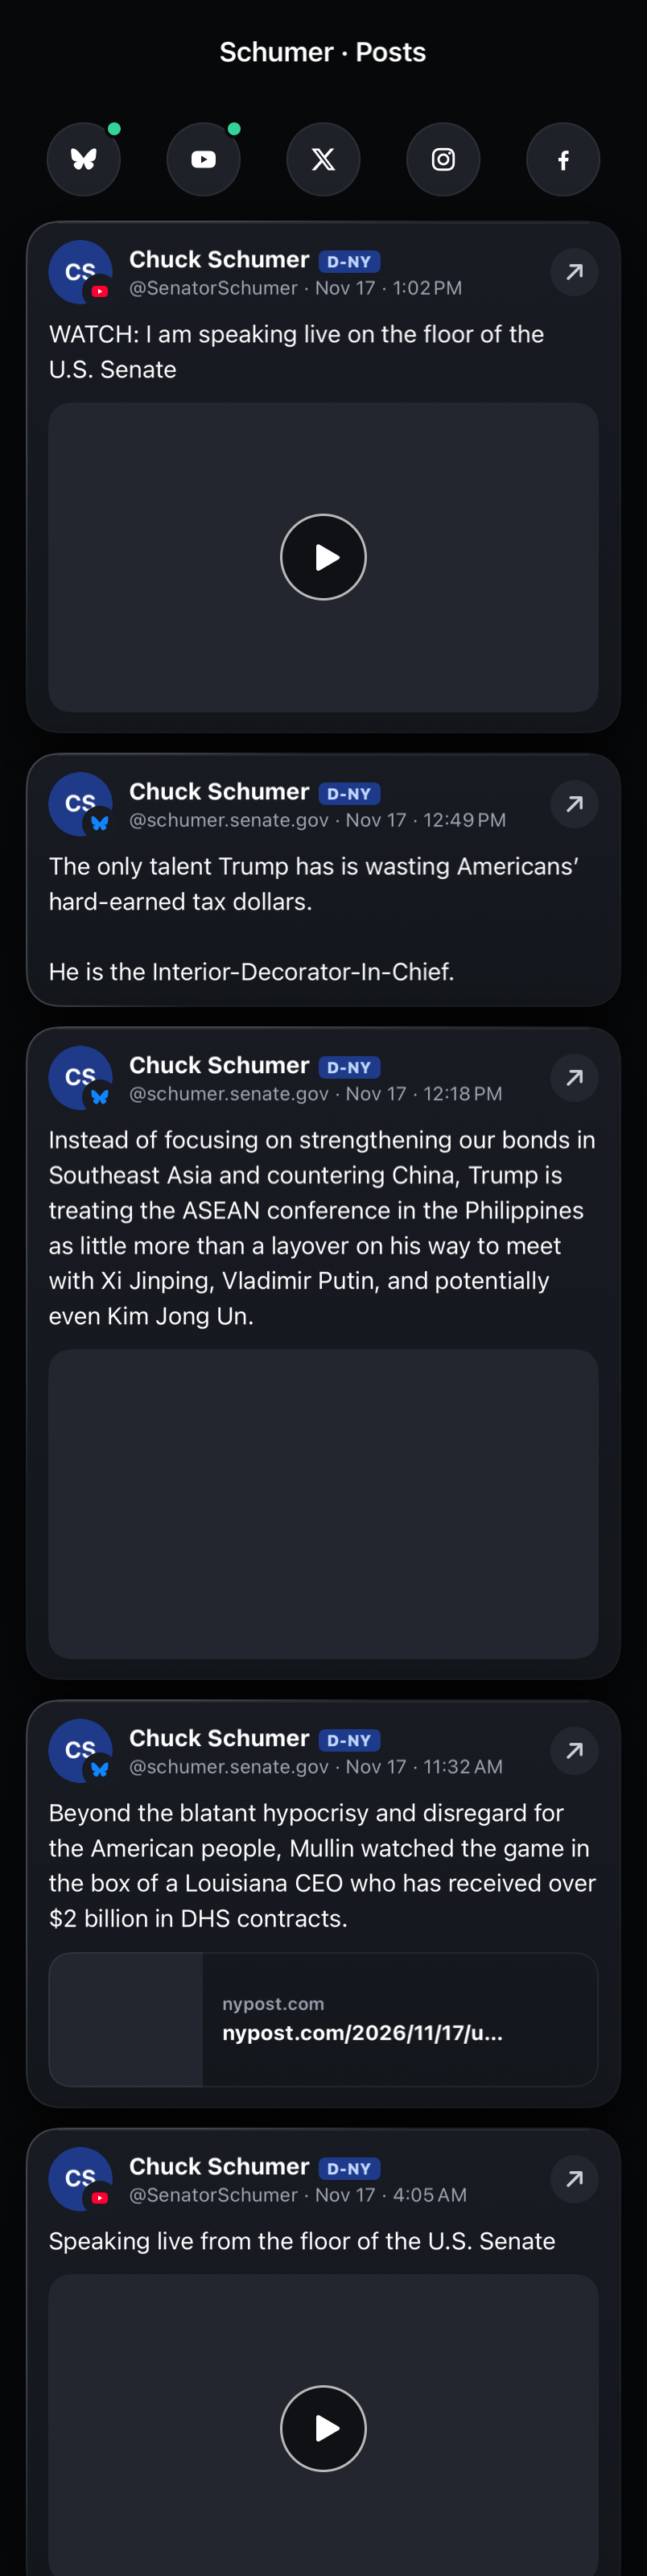 Schumer · Posts
CS
Chuck Schumer D-NY
@SenatorSchumer · Nov 17 · 1:02 PM
WATCH: I am speaking live on the floor of the
U.S. Senate
CS
Chuck Schumer D-NY
@schumer.senate.gov · Nov 17 · 12:49 PM
The only talent Trump has is wasting Americans’
hard-earned tax dollars.
He is the Interior-Decorator-In-Chief.
CS
Chuck Schumer D-NY
@schumer.senate.gov · Nov 17 · 12:18 PM
Instead of focusing on strengthening our bonds in
Southeast Asia and countering China, Trump is
treating the ASEAN conference in the Philippines
as little more than a layover on his way to meet
with Xi Jinping, Vladimir Putin, and potentially
even Kim Jong Un.
CS
Chuck Schumer D-NY
@schumer.senate.gov · Nov 17 · 11:32 AM
Beyond the blatant hypocrisy and disregard for
the American people, Mullin watched the game in
the box of a Louisiana CEO who has received over
$2 billion in DHS contracts.
nypost.com
nypost.com/2026/11/17/u...
CS
Chuck Schumer D-NY
@SenatorSchumer · Nov 17 · 4:05 AM
Speaking live from the floor of the U.S. Senate